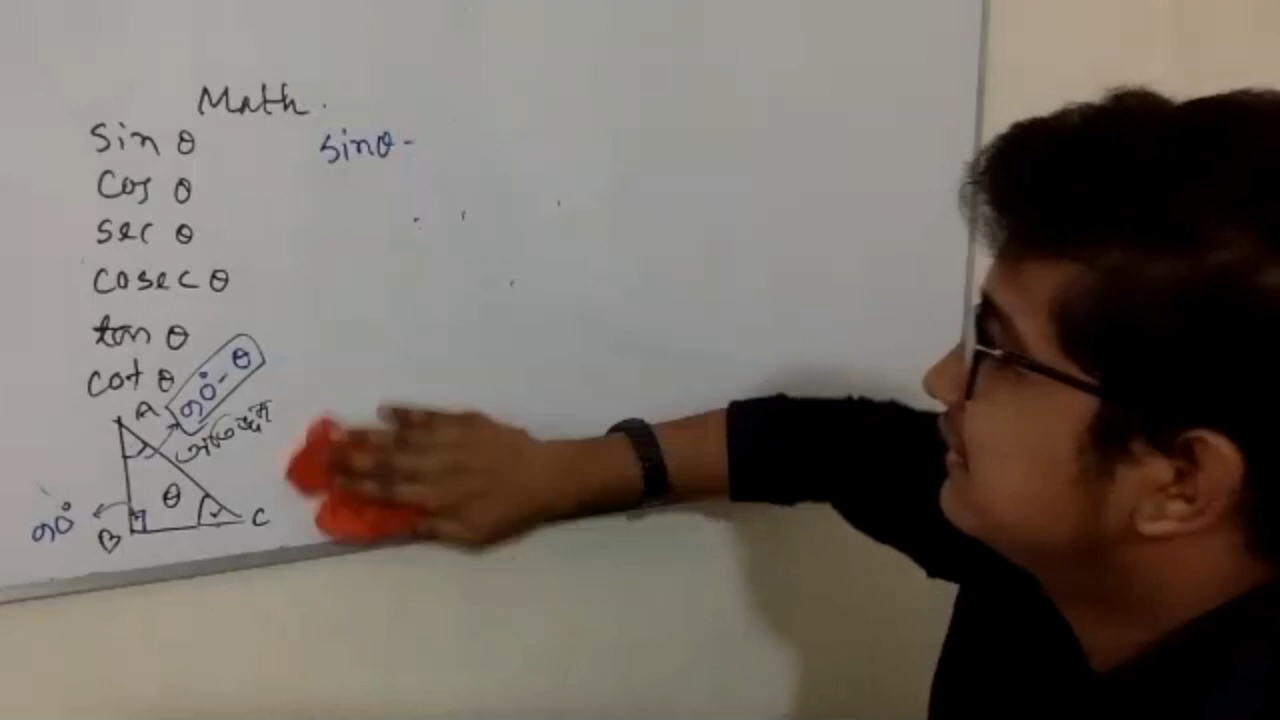 Math.
sin θ
sinθ -
cos θ
sec θ
cosec θ
tan θ
cot θ
A
৯০° - θ
θ
৯০°
B
C